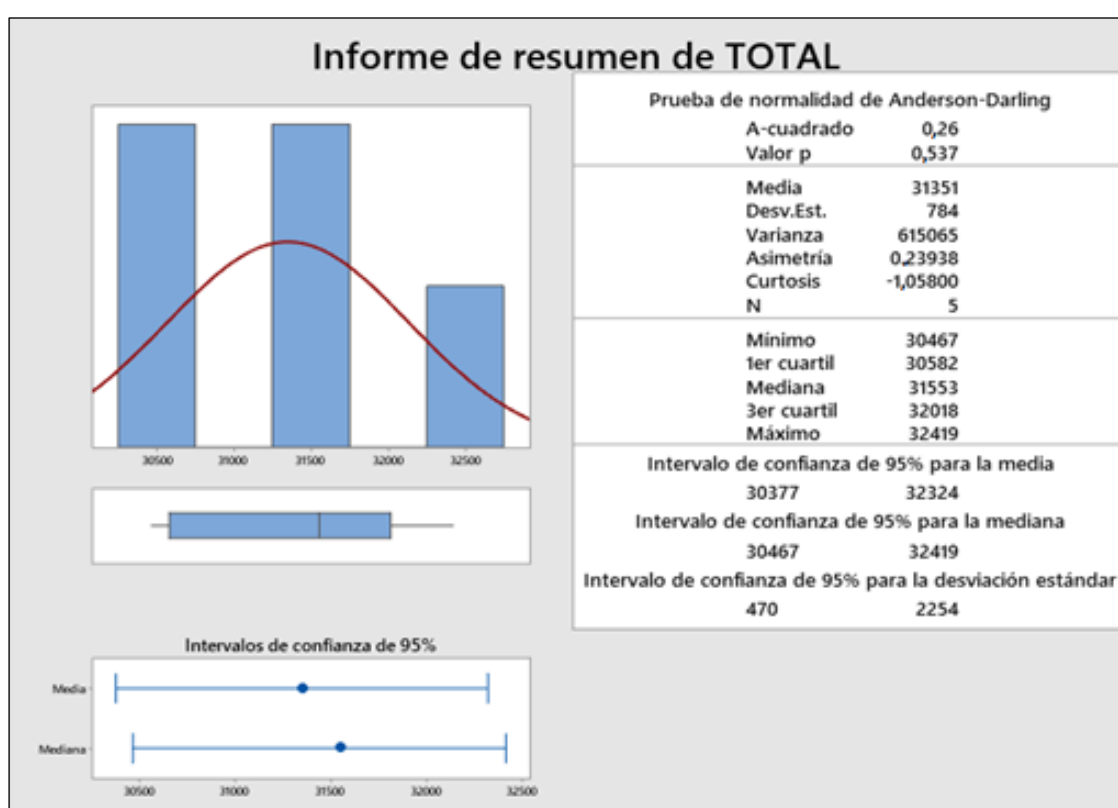 Informe de resumen de TOTAL
Prueba de normalidad de Anderson-Darling
A-cuadrado 0,26
Valor p 0,537
Media 31351
Desv.Est. 784
Varianza 615065
Asimetría 0,23938
Curtosis -1,05800
N 5
Mínimo 30467
1er cuartil 30582
Mediana 31553
3er cuartil 32018
Máximo 32419
Intervalo de confianza de 95% para la media
30377 32324
Intervalo de confianza de 95% para la mediana
30467 32419
Intervalo de confianza de 95% para la desviación estándar
470 2254
30500 31000 31500 32000 32500
Intervalos de confianza de 95%
Media
Mediana
30500 31000 31500 32000 32500